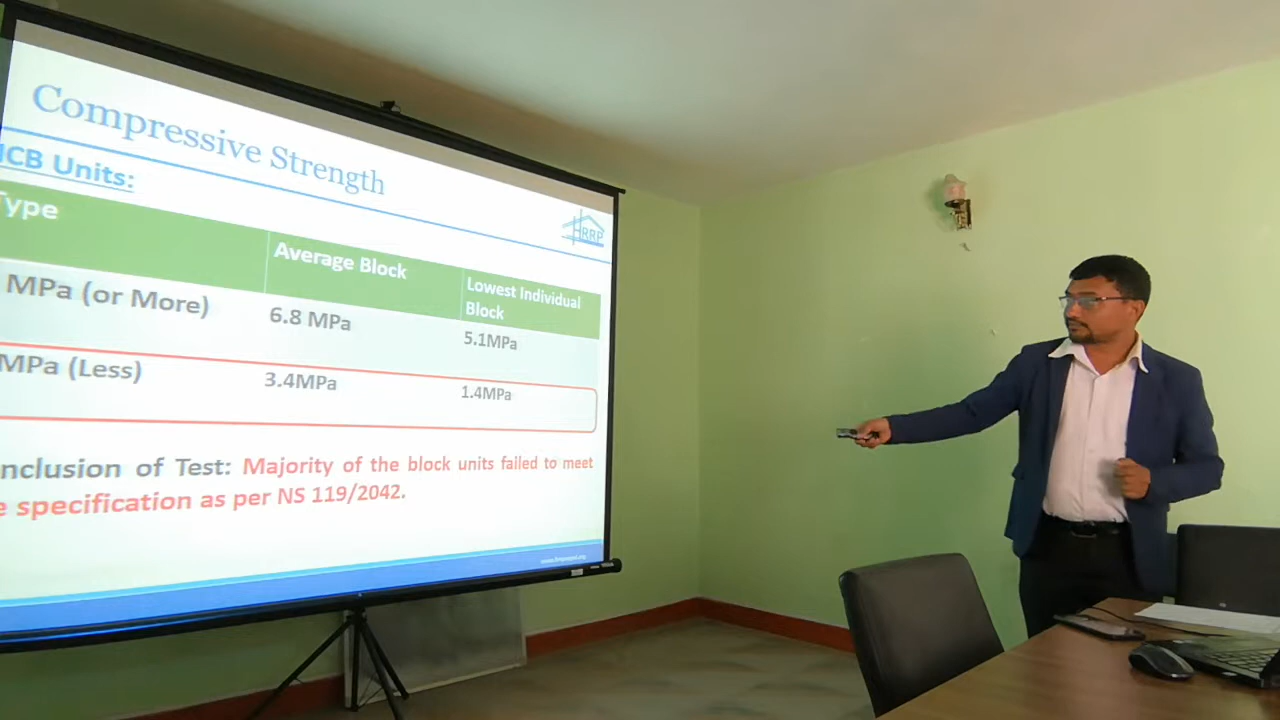 Compressive Strength
CB Units:
HRRP
Type
Average Block
Lowest Individual
Block
MPa (or More)
6.8 MPa
5.1MPa
MPa (Less)
3.4MPa
1.4MPa
nclusion of Test: Majority of the block units failed to meet
e specification as per NS 119/2042.